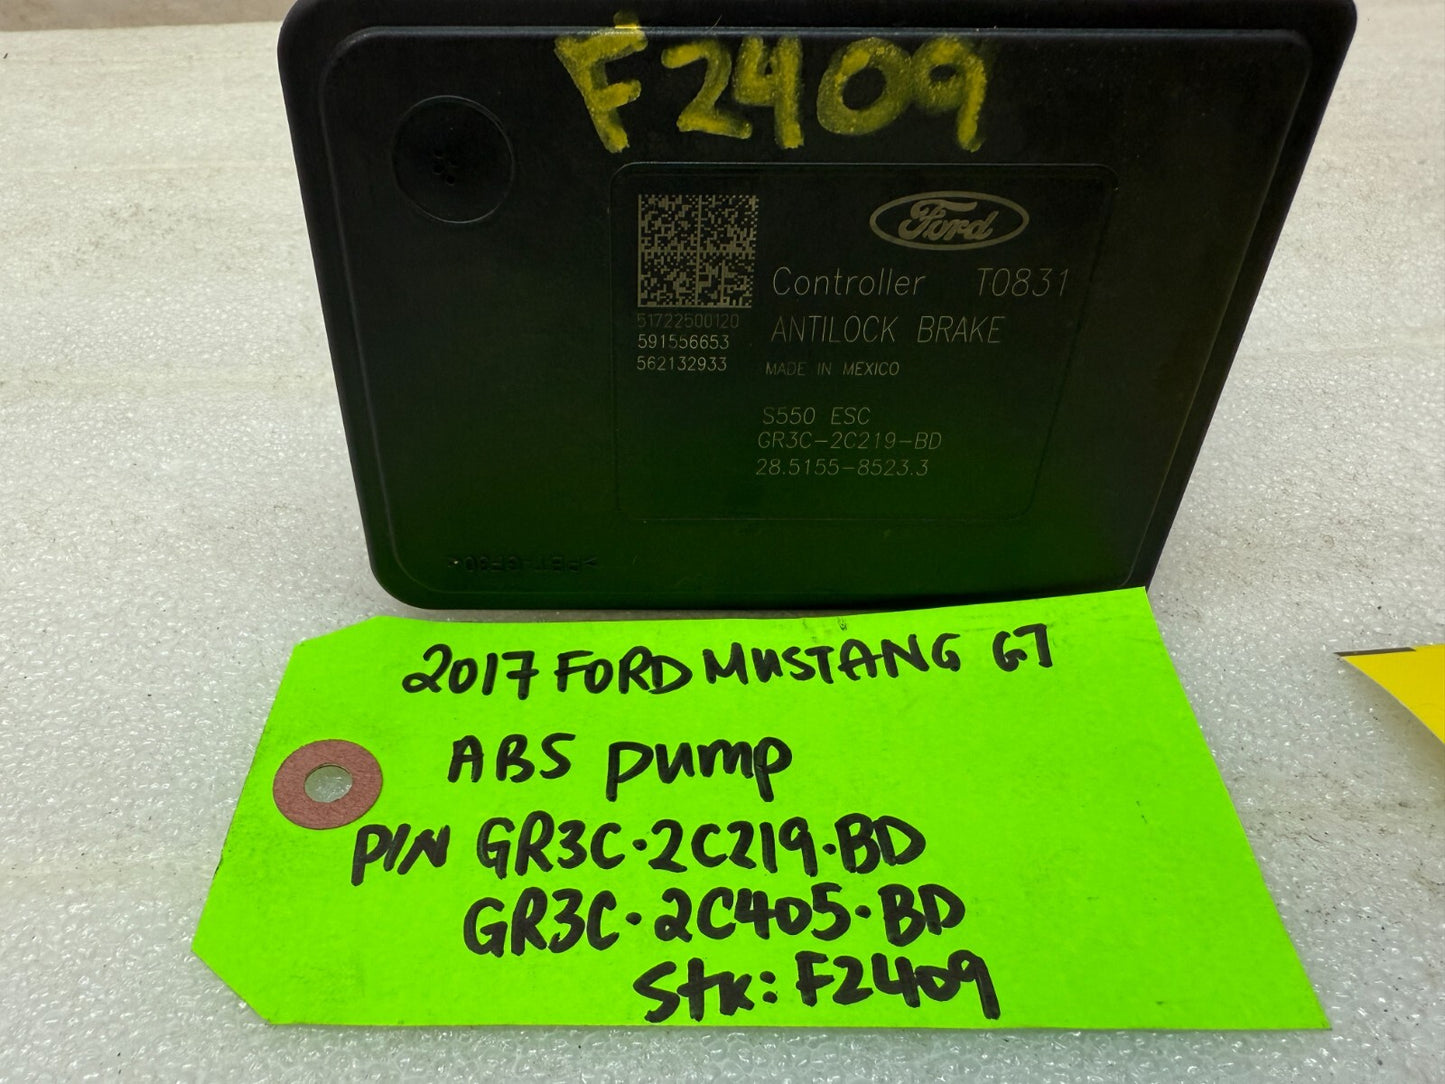 F2409
Ford
Controller T0831
ANTILOCK BRAKE
MADE IN MEXICO
51722500120
591556653
562132933
S550 ESC
GR3C-2C219-BD
28.5155-8523.3
2017 FORD MUSTANG GT
ABS pump
P/N GR3C·2C219·BD
GR3C·2C405·BD
Stk: F2409